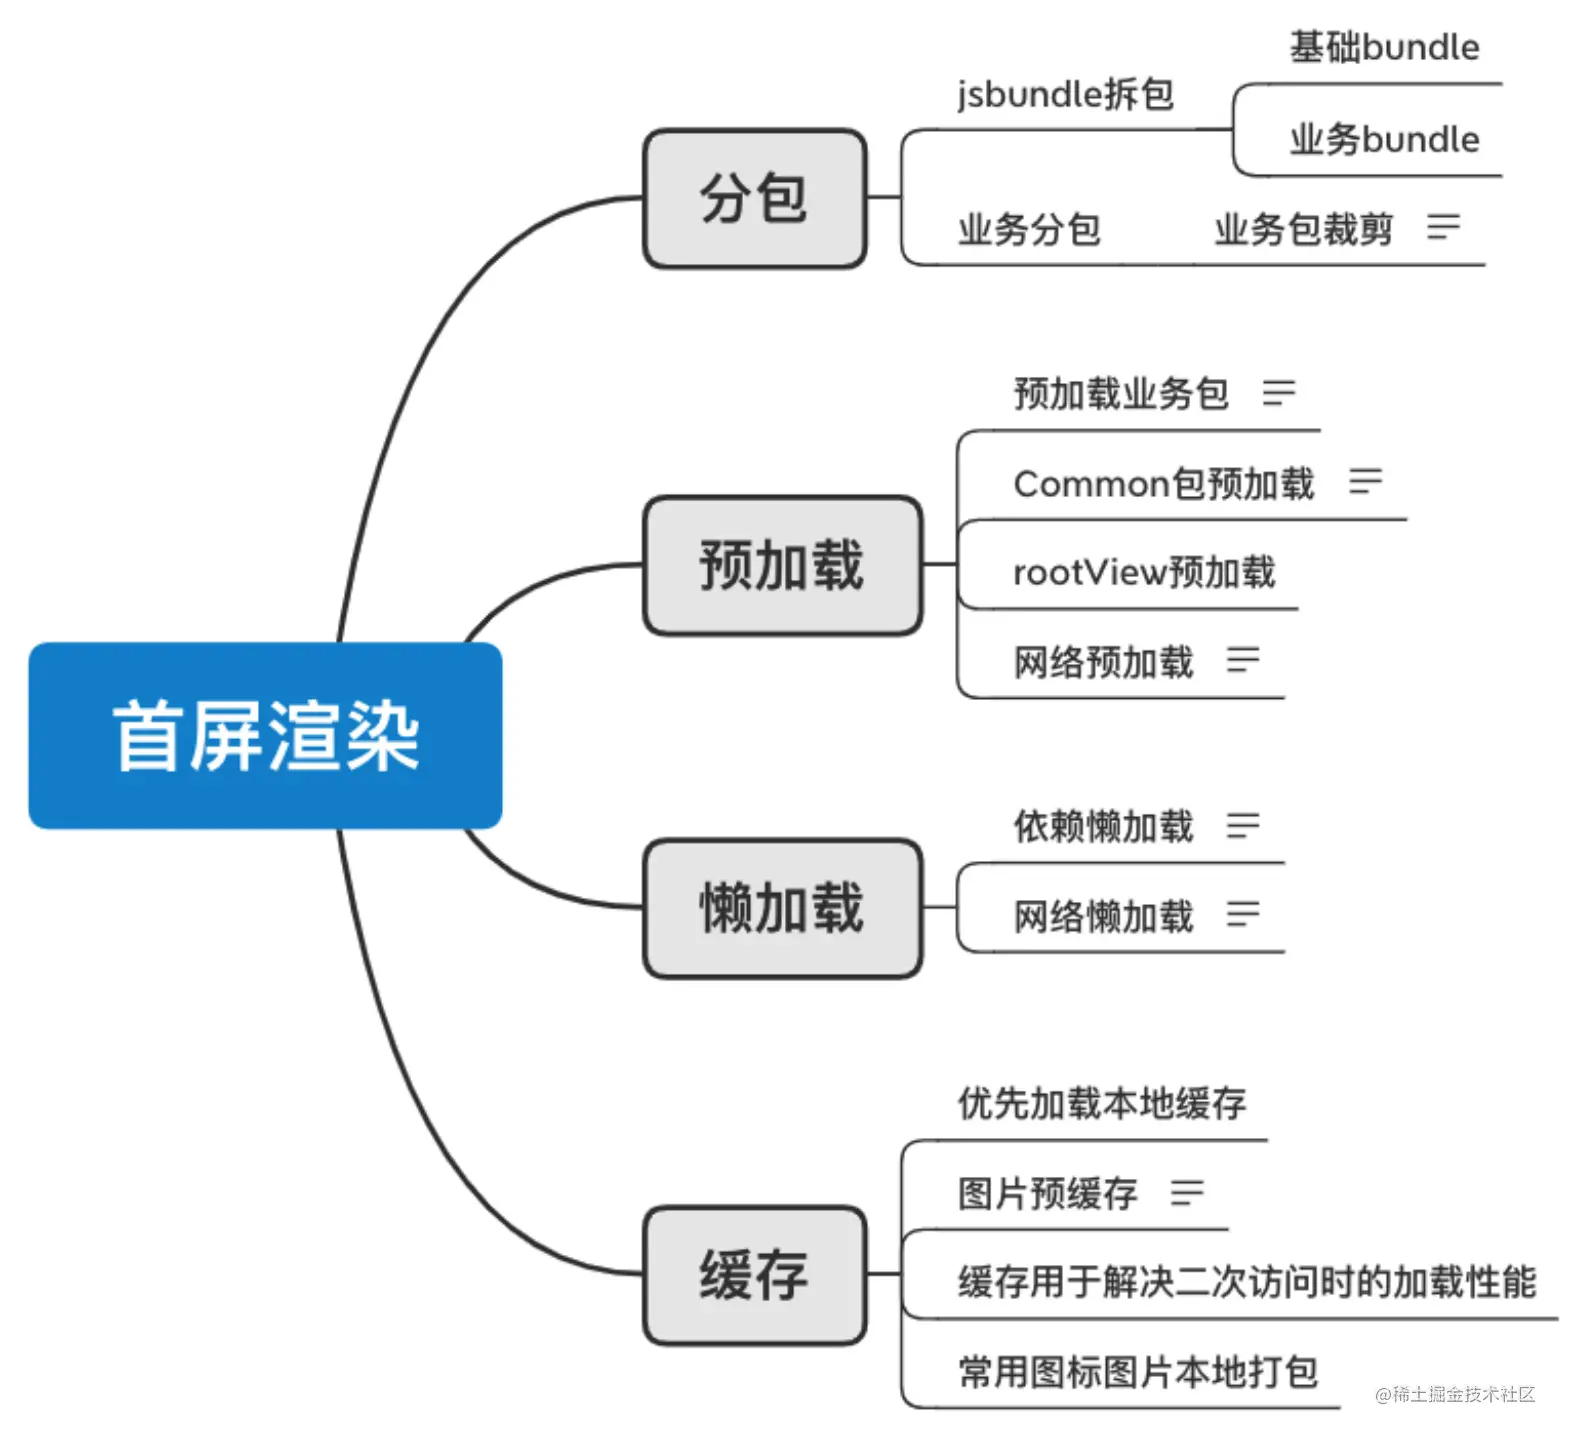 首屏渲染
分包
jsbundle拆包
基础bundle
业务bundle
业务分包
业务包裁剪
预加载
预加载业务包
Common包预加载
rootView预加载
网络预加载
懒加载
依赖懒加载
网络懒加载
缓存
优先加载本地缓存
图片预缓存
缓存用于解决二次访问时的加载性能
常用图标图片本地打包
@稀土掘金技术社区